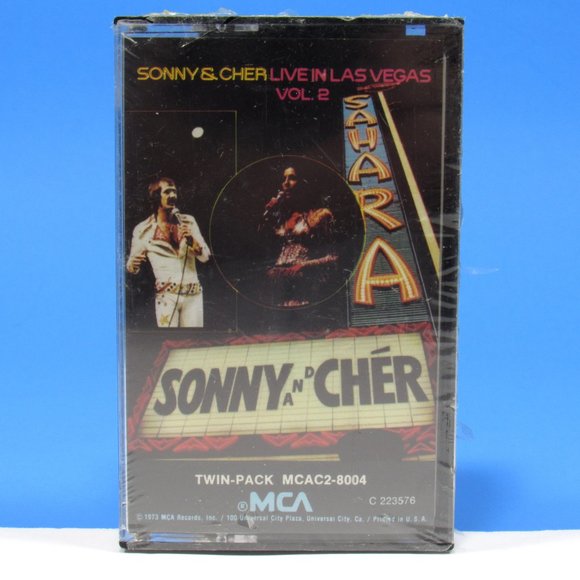 SONNY & CHÉR LIVE IN LAS VEGAS
VOL. 2
SAHARA
SONNY AND CHÉR
TWIN-PACK MCAC2-8004
® MCA
C 223576
© 1973 MCA Records, Inc. / 100 Universal City Plaza, Universal City, Ca. / Printed in U.S.A.